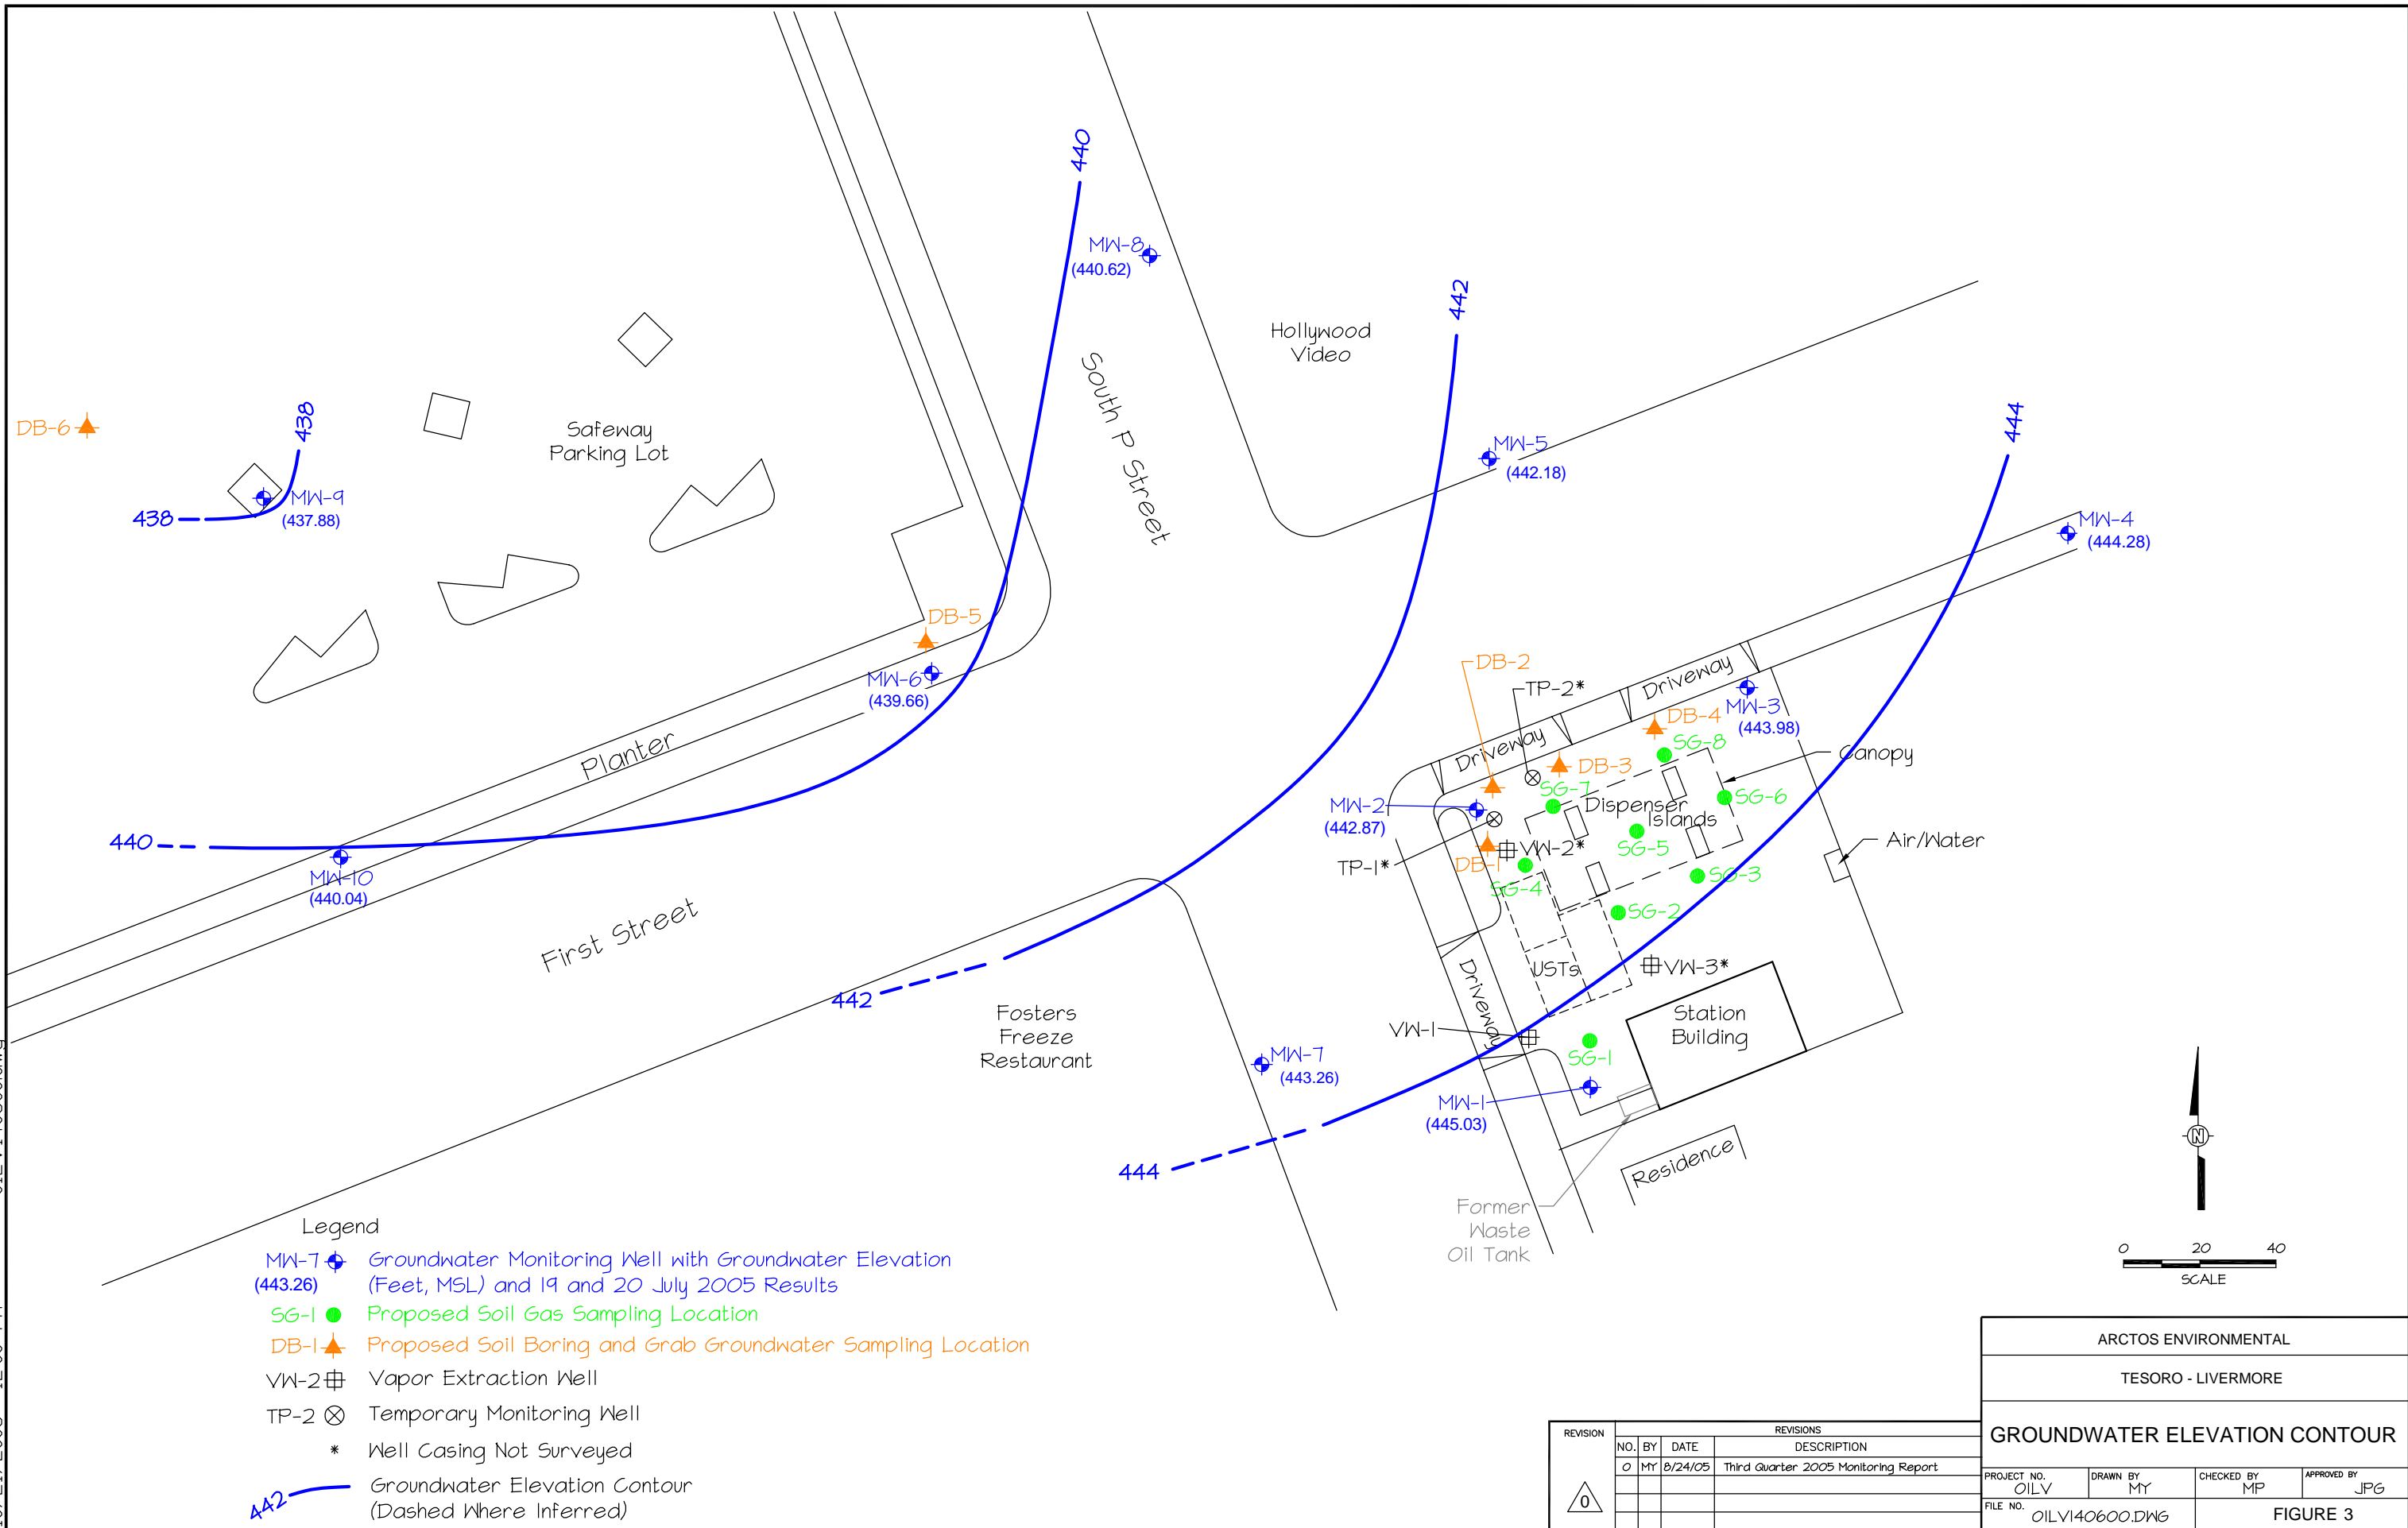 440
MW-8
(440.62)
442
Hollywood
Video
South P Street
438
DB-6
Safeway
Parking Lot
444
MW-5
(442.18)
MW-9
(437.88)
438
MW-4
(444.28)
DB-5
MW-6
(439.66)
DB-2
TP-2*
Driveway
MW-3
(443.98)
DB-4
SG-8
Canopy
Planter
Driveway
DB-3
SG-7
SG-6
MW-2
(442.87)
Dispenser
Islands
440
Air/Water
VW-2*
SG-5
TP-1*
DB-1
SG-4
SG-3
MW-10
(440.04)
SG-2
First Street
USTs
VW-3*
442
Driveway
Fosters
Freeze
Restaurant
Station
Building
VW-1
SG-1
MW-7
(443.26)
MW-1
(445.03)
444
Residence
Former
Waste
Oil Tank
N
0 20 40
SCALE
Legend
MW-7 Groundwater Monitoring Well with Groundwater Elevation
(443.26) (Feet, MSL) and 19 and 20 July 2005 Results
SG-1 Proposed Soil Gas Sampling Location
DB-1 Proposed Soil Boring and Grab Groundwater Sampling Location
VW-2 Vapor Extraction Well
TP-2 Temporary Monitoring Well
* Well Casing Not Surveyed
442 Groundwater Elevation Contour
(Dashed Where Inferred)
REVISION
0
REVISIONS
NO. BY DATE DESCRIPTION
0 MY 8/24/05 Third Quarter 2005 Monitoring Report
ARCTOS ENVIRONMENTAL
TESORO - LIVERMORE
GROUNDWATER ELEVATION CONTOUR
PROJECT NO. 01LV
DRAWN BY MY
CHECKED BY MP
APPROVED BY JPG
FILE NO. 01LV140600.DWG
FIGURE 3